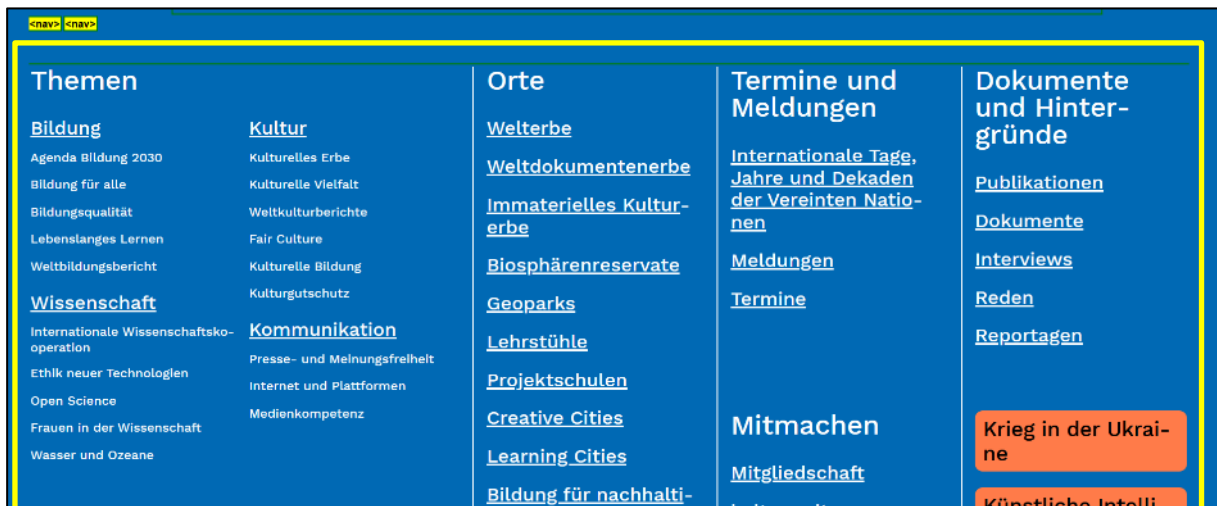 <nav> <nav>
Themen
Bildung
Agenda Bildung 2030
Bildung für alle
Bildungsqualität
Lebenslanges Lernen
Weltbildungsbericht
Wissenschaft
Internationale Wissenschaftsko-
operation
Ethik neuer Technologien
Open Science
Frauen in der Wissenschaft
Wasser und Ozeane
Kultur
Kulturelles Erbe
Kulturelle Vielfalt
Weltkulturberichte
Fair Culture
Kulturelle Bildung
Kulturgutschutz
Kommunikation
Presse- und Meinungsfreiheit
Internet und Plattformen
Medienkompetenz
Orte
Welterbe
Weltdokumentenerbe
Immaterielles Kultur-
erbe
Biosphärenreservate
Geoparks
Lehrstühle
Projektschulen
Creative Cities
Learning Cities
Bildung für nachhalti-
Termine und
Meldungen
Internationale Tage,
Jahre und Dekaden
der Vereinten Natio-
nen
Meldungen
Termine
Mitmachen
Mitgliedschaft
Dokumente
und Hinter-
gründe
Publikationen
Dokumente
Interviews
Reden
Reportagen
Krieg in der Ukrai-
ne
Künstliche Intelli